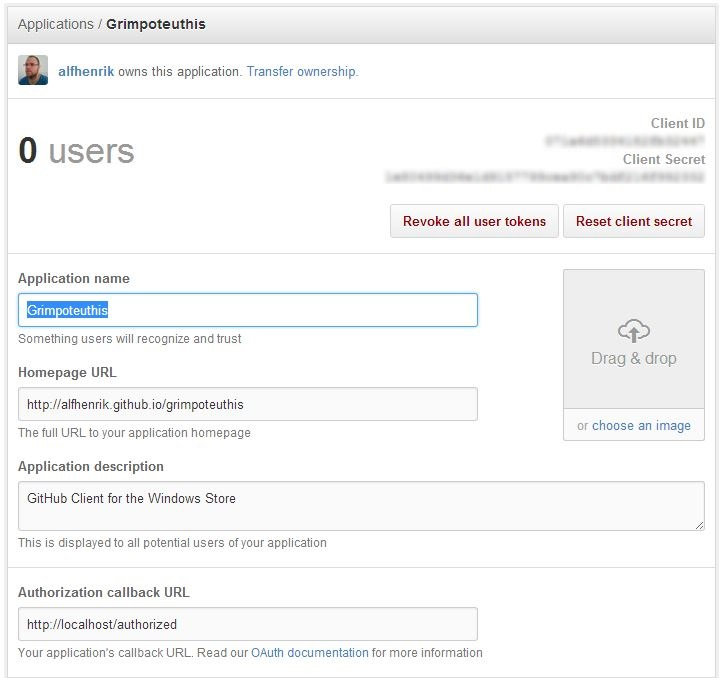 Applications / Grimpoteuthis
alfhenrik owns this application. Transfer ownership.
0 users
Client ID
Client Secret
Revoke all user tokens
Reset client secret
Application name
Grimpoteuthis
Something users will recognize and trust
Drag & drop
or choose an image
Homepage URL
http://alfhenrik.github.io/grimpoteuthis
The full URL to your application homepage
Application description
GitHub Client for the Windows Store
This is displayed to all potential users of your application
Authorization callback URL
http://localhost/authorized
Your application's callback URL. Read our OAuth documentation for more information